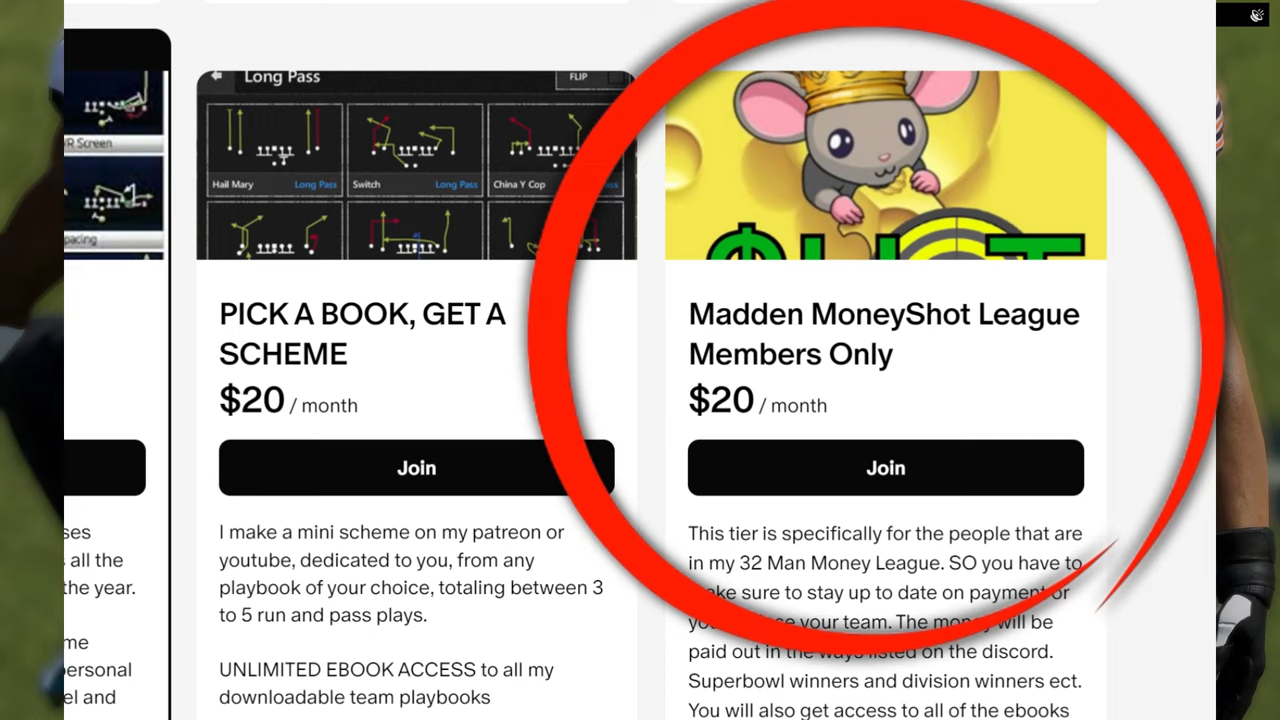 R Screen
pacing
ses
all the
the year.
me
personal
el and
Long Pass
FLIP
Hail Mary Long Pass
Switch Long Pass
China Y Cop
PICK A BOOK, GET A
SCHEME
$20 / month
Join
I make a mini scheme on my patreon or
youtube, dedicated to you, from any
playbook of your choice, totaling between 3
to 5 run and pass plays.
UNLIMITED EBOOK ACCESS to all my
downloadable team playbooks
Madden MoneyShot League
Members Only
$20 / month
Join
This tier is specifically for the people that are
in my 32 Man Money League. SO you have to
make sure to stay up to date on payment or
your team. The money will be
paid out in the ways listed on the discord.
Superbowl winners and division winners ect.
You will also get access to all of the ebooks